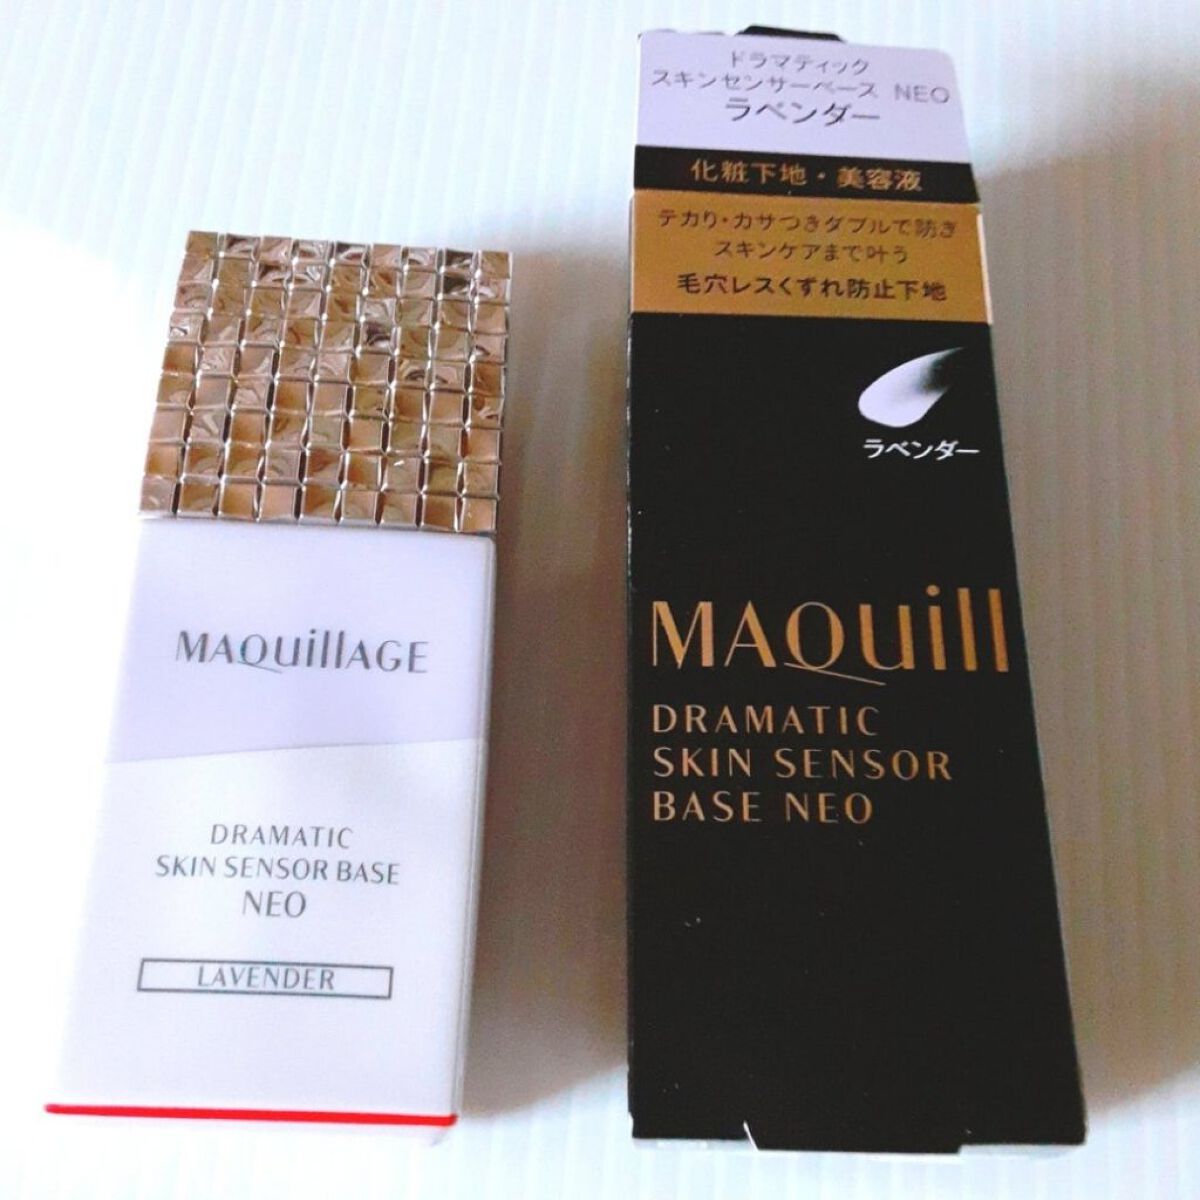 MAQuillAGE
DRAMATIC
SKIN SENSOR BASE
NEO
LAVENDER
ドラマティック
スキンセンサーベース NEO
ラベンダー
化粧下地・美容液
テカリ・カサつきダブルで防ぎ
スキンケアまで叶う
毛穴レスくずれ防止下地
ラベンダー
MAQuill
DRAMATIC
SKIN SENSOR
BASE NEO